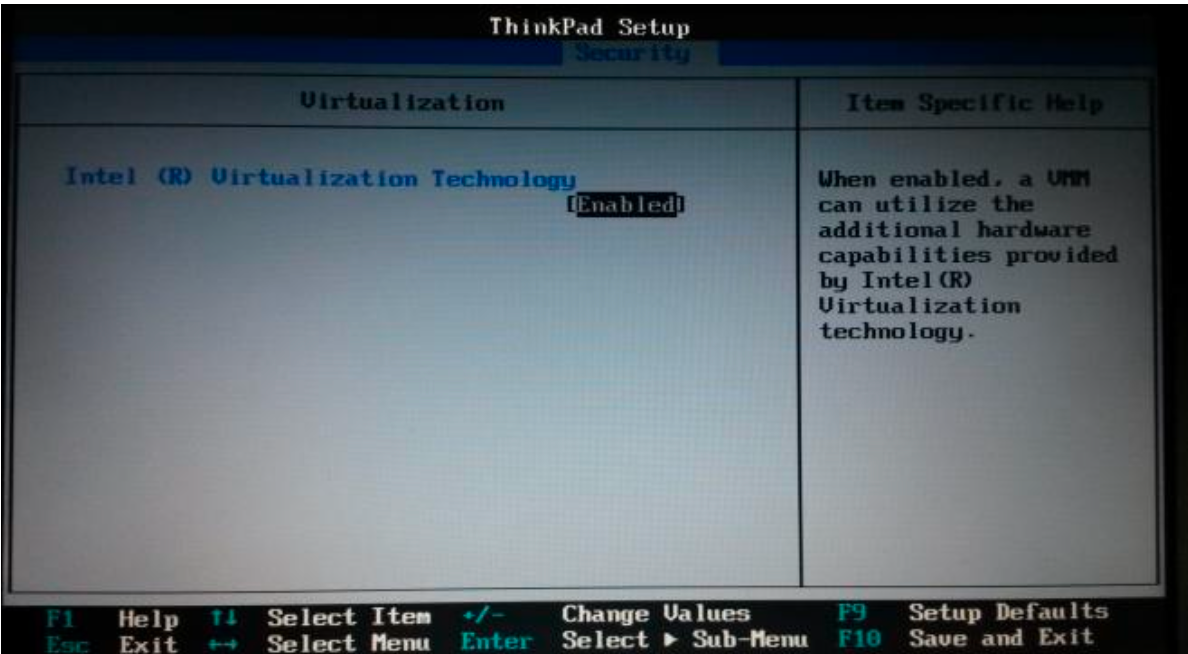 ThinkPad Setup
Security
Virtualization
Item Specific Help
Intel (R) Virtualization Technology
[Enabled]
When enabled, a VMM
can utilize the
additional hardware
capabilities provided
by Intel(R)
Virtualization
technology.
F1 Help ↑↓ Select Item +/- Change Values F9 Setup Defaults
Esc Exit ←→ Select Menu Enter Select ▶ Sub-Menu F10 Save and Exit